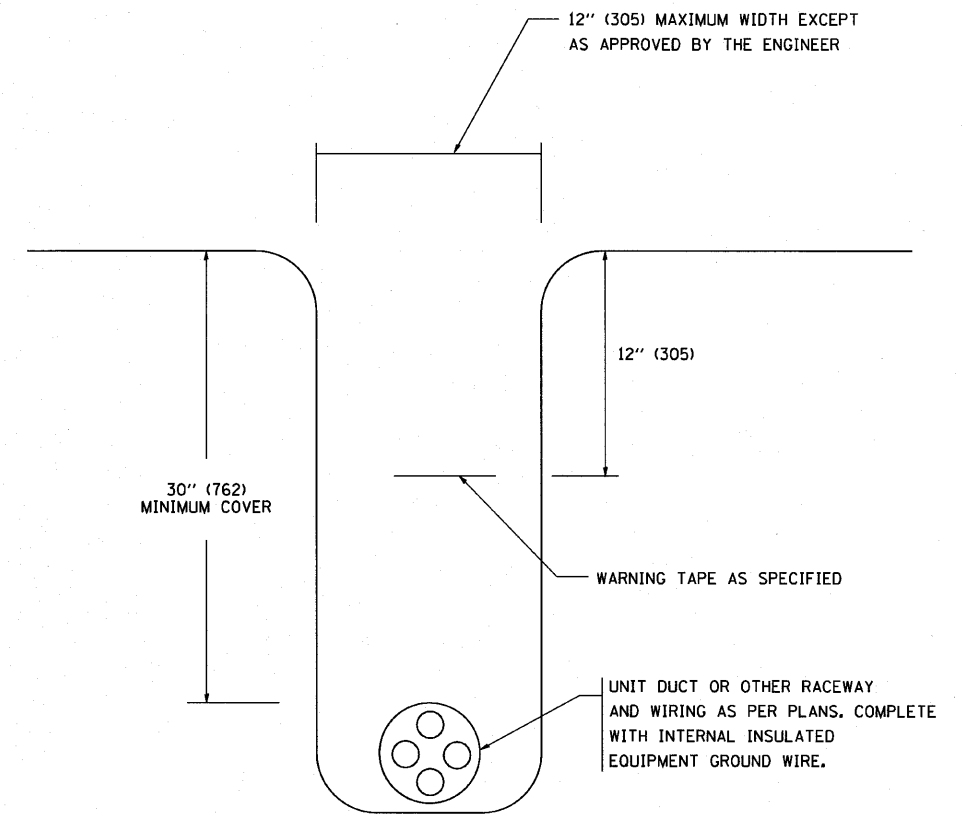 12'' (305) MAXIMUM WIDTH EXCEPT
AS APPROVED BY THE ENGINEER
12'' (305)
30'' (762)
MINIMUM COVER
WARNING TAPE AS SPECIFIED
UNIT DUCT OR OTHER RACEWAY
AND WIRING AS PER PLANS. COMPLETE
WITH INTERNAL INSULATED
EQUIPMENT GROUND WIRE.